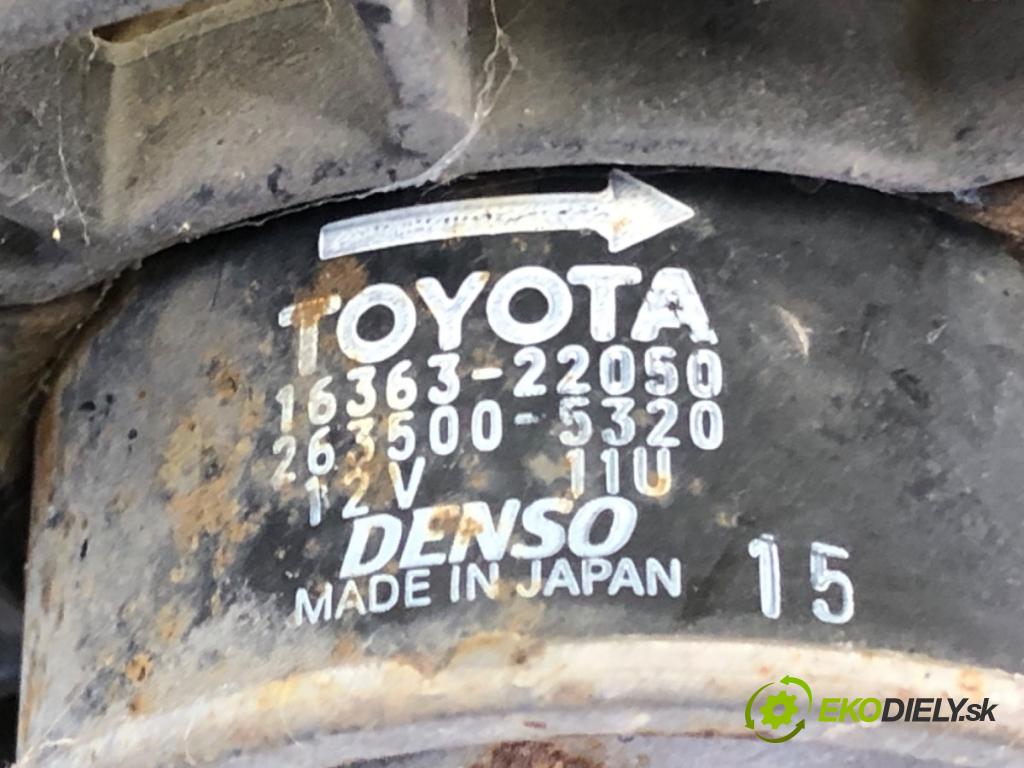 TOYOTA
16363-22050
263500-5320
12V 11U
DENSO
MADE IN JAPAN
15
EKODIELY.sk